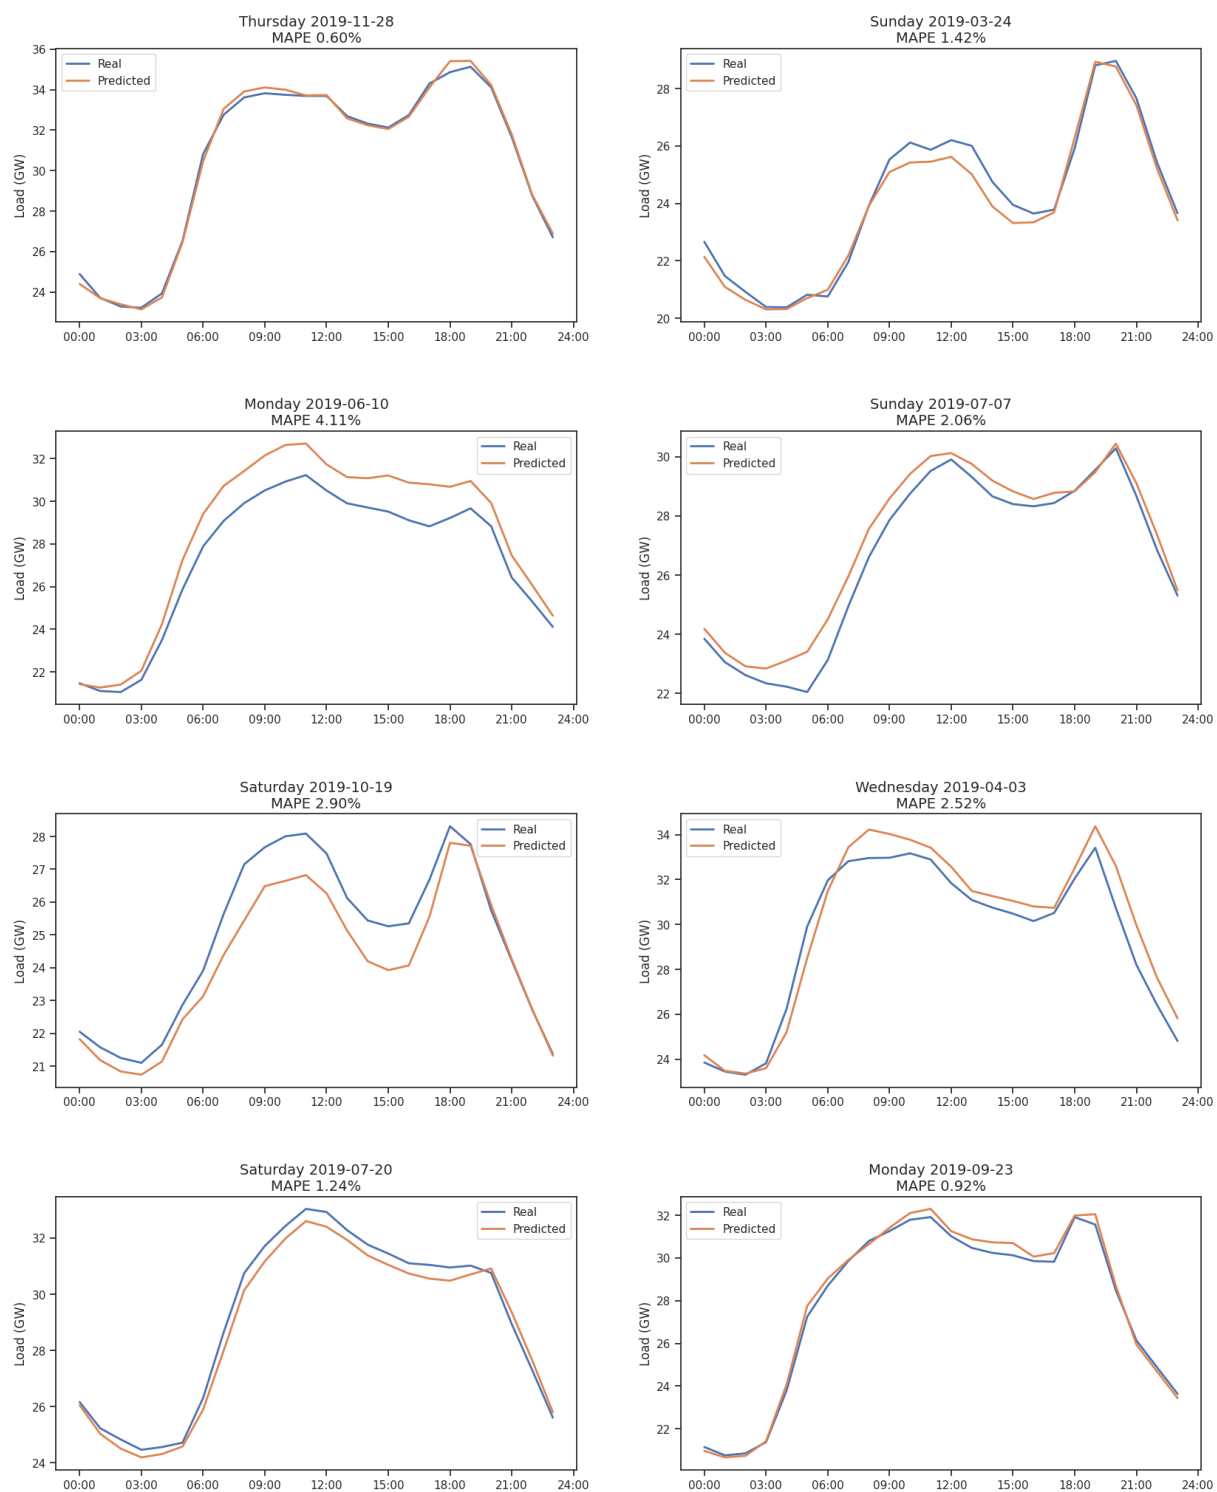 Thursday 2019-11-28
MAPE 0.60%
Load (GW)
36
34
32
30
28
26
24
Real
Predicted
00:00 03:00 06:00 09:00 12:00 15:00 18:00 21:00 24:00
Sunday 2019-03-24
MAPE 1.42%
Load (GW)
28
26
24
22
20
Real
Predicted
00:00 03:00 06:00 09:00 12:00 15:00 18:00 21:00 24:00
Monday 2019-06-10
MAPE 4.11%
Load (GW)
32
30
28
26
24
22
Real
Predicted
00:00 03:00 06:00 09:00 12:00 15:00 18:00 21:00 24:00
Sunday 2019-07-07
MAPE 2.06%
Load (GW)
30
28
26
24
22
Real
Predicted
00:00 03:00 06:00 09:00 12:00 15:00 18:00 21:00 24:00
Saturday 2019-10-19
MAPE 2.90%
Load (GW)
28
27
26
25
24
23
22
21
Real
Predicted
00:00 03:00 06:00 09:00 12:00 15:00 18:00 21:00 24:00
Wednesday 2019-04-03
MAPE 2.52%
Load (GW)
34
32
30
28
26
24
Real
Predicted
00:00 03:00 06:00 09:00 12:00 15:00 18:00 21:00 24:00
Saturday 2019-07-20
MAPE 1.24%
Load (GW)
32
30
28
26
24
Real
Predicted
00:00 03:00 06:00 09:00 12:00 15:00 18:00 21:00 24:00
Monday 2019-09-23
MAPE 0.92%
Load (GW)
32
30
28
26
24
22
Real
Predicted
00:00 03:00 06:00 09:00 12:00 15:00 18:00 21:00 24:00